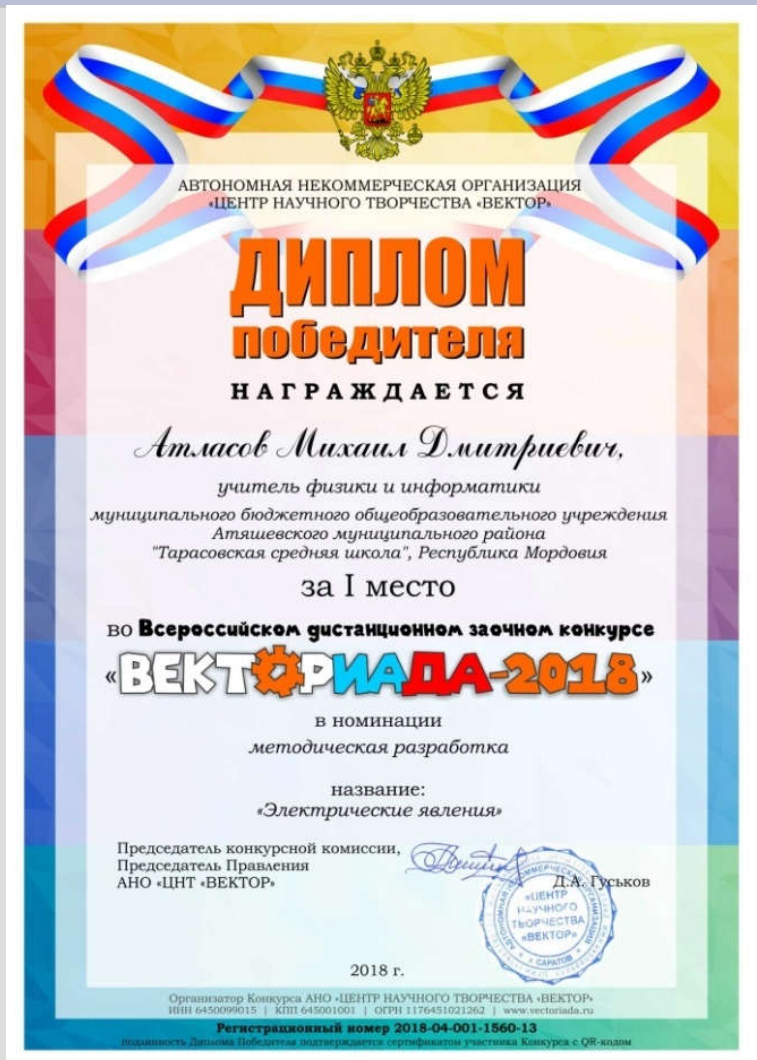 АВТОНОМНАЯ НЕКОММЕРЧЕСКАЯ ОРГАНИЗАЦИЯ
«ЦЕНТР НАУЧНОГО ТВОРЧЕСТВА «ВЕКТОР»
ДИПЛОМ
победителя
НАГРАЖДАЕТСЯ
Атласов Михаил Дмитриевич,
учитель физики и информатики
муниципального бюджетного общеобразовательного учреждения
Атяшевского муниципального района
"Тарасовская средняя школа", Республика Мордовия
за I место
во Всероссийском дистанционном заочном конкурсе
«ВЕКТОРИАДА-2018»
в номинации
методическая разработка
название:
«Электрические явления»
Председатель конкурсной комиссии,
Председатель Правления
АНО «ЦНТ «ВЕКТОР»
Д.А. Гуськов
«ЦЕНТР
НАУЧНОГО
ТВОРЧЕСТВА
«ВЕКТОР»
г. САРАТОВ
2018 г.
Организатор Конкурса АНО «ЦЕНТР НАУЧНОГО ТВОРЧЕСТВА «ВЕКТОР»
ИНН 6450099015 | КПП 645001001 | ОГРН 1176451021262 | www.vectoriada.ru
Регистрационный номер 2018-04-001-1560-13
подлинность Диплома Победителя подтверждается сертификатом участника Конкурса с QR-кодом